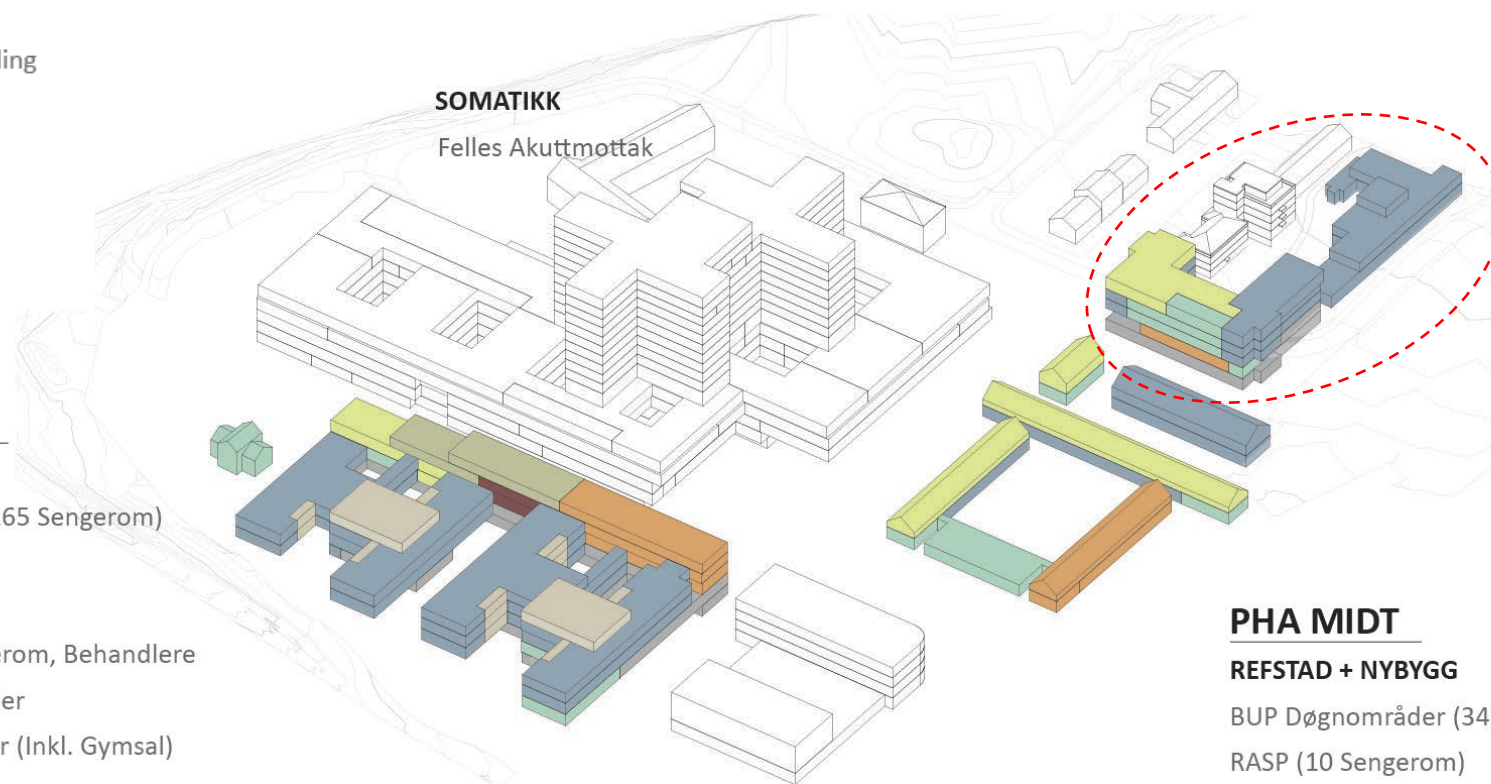 ling
SOMATIKK
Felles Akuttmottak
65 Sengerom)
erom, Behandlere
er
r (Inkl. Gymsal)
PHA MIDT
REFSTAD + NYBYGG
BUP Døgnområder (34
RASP (10 Sengerom)